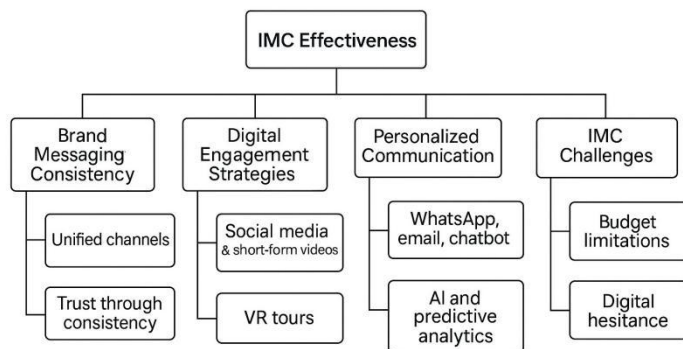 IMC Effectiveness
Brand
Messaging
Consistency
Unified channels
Trust through
consistency
Digital
Engagement
Strategies
Social media
& short-form videos
VR tours
Personalized
Communication
WhatsApp,
email, chatbot
AI and
predictive
analytics
IMC
Challenges
Budget
limitations
Digital
hesitance